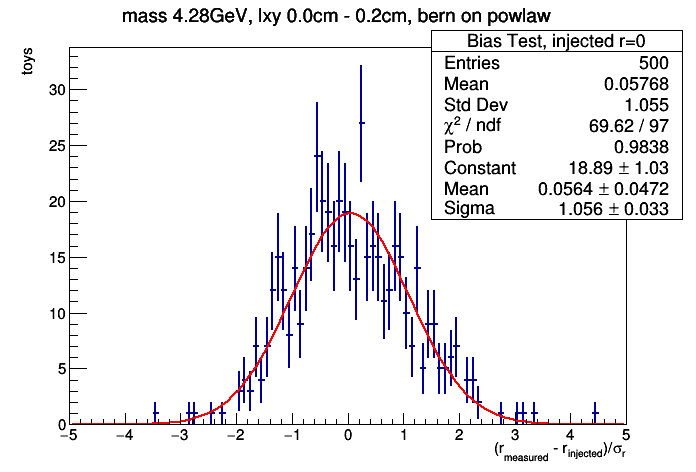 mass 4.28GeV, lxy 0.0cm - 0.2cm, bern on powlaw
Bias Test, injected r=0
Entries 500
Mean 0.05768
Std Dev 1.055
χ² / ndf 69.62 / 97
Prob 0.9838
Constant 18.89 ± 1.03
Mean 0.0564 ± 0.0472
Sigma 1.056 ± 0.033
toys
30
25
20
15
10
5
0
−5 −4 −3 −2 −1 0 1 2 3 4 5
(r_measured - r_injected)/σ_r